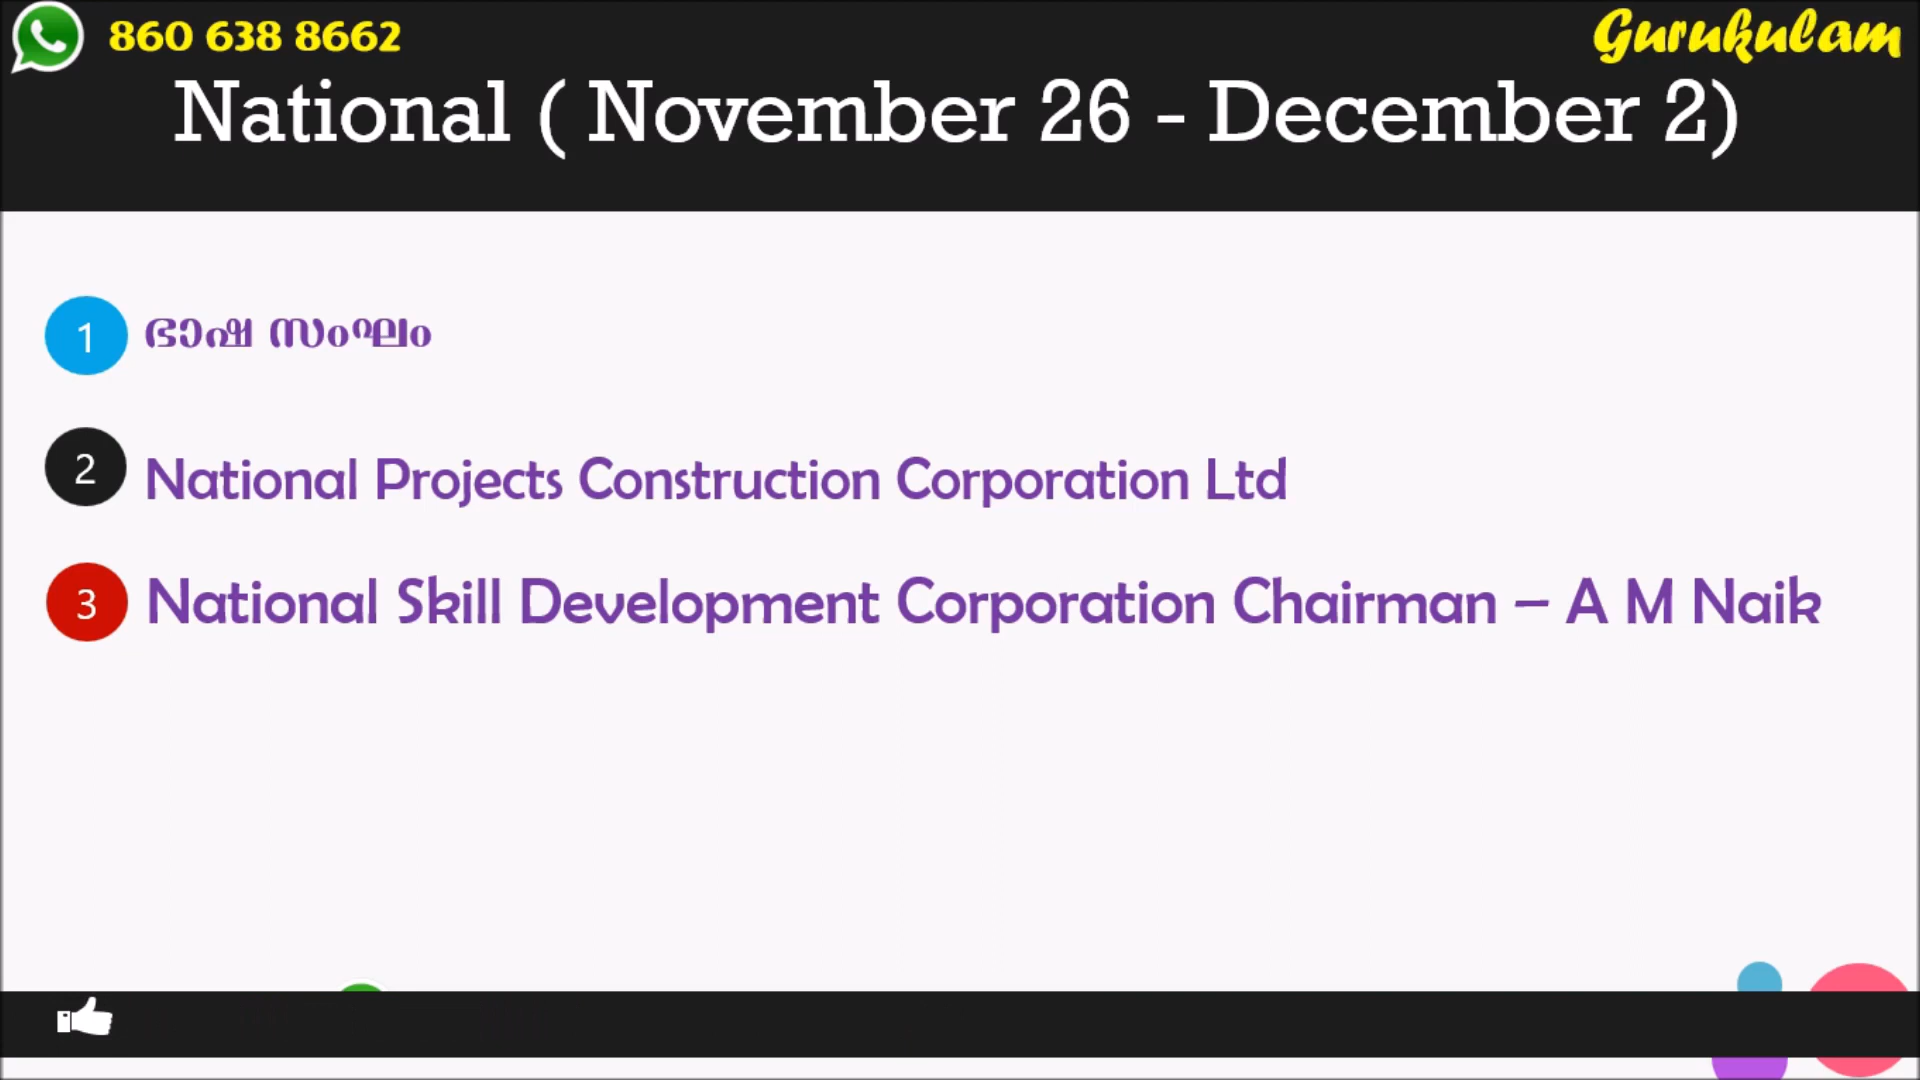 860 638 8662
Gurukulam
National ( November 26 - December 2)
1 ഭാഷ സംഘം
2 National Projects Construction Corporation Ltd
3 National Skill Development Corporation Chairman – A M Naik